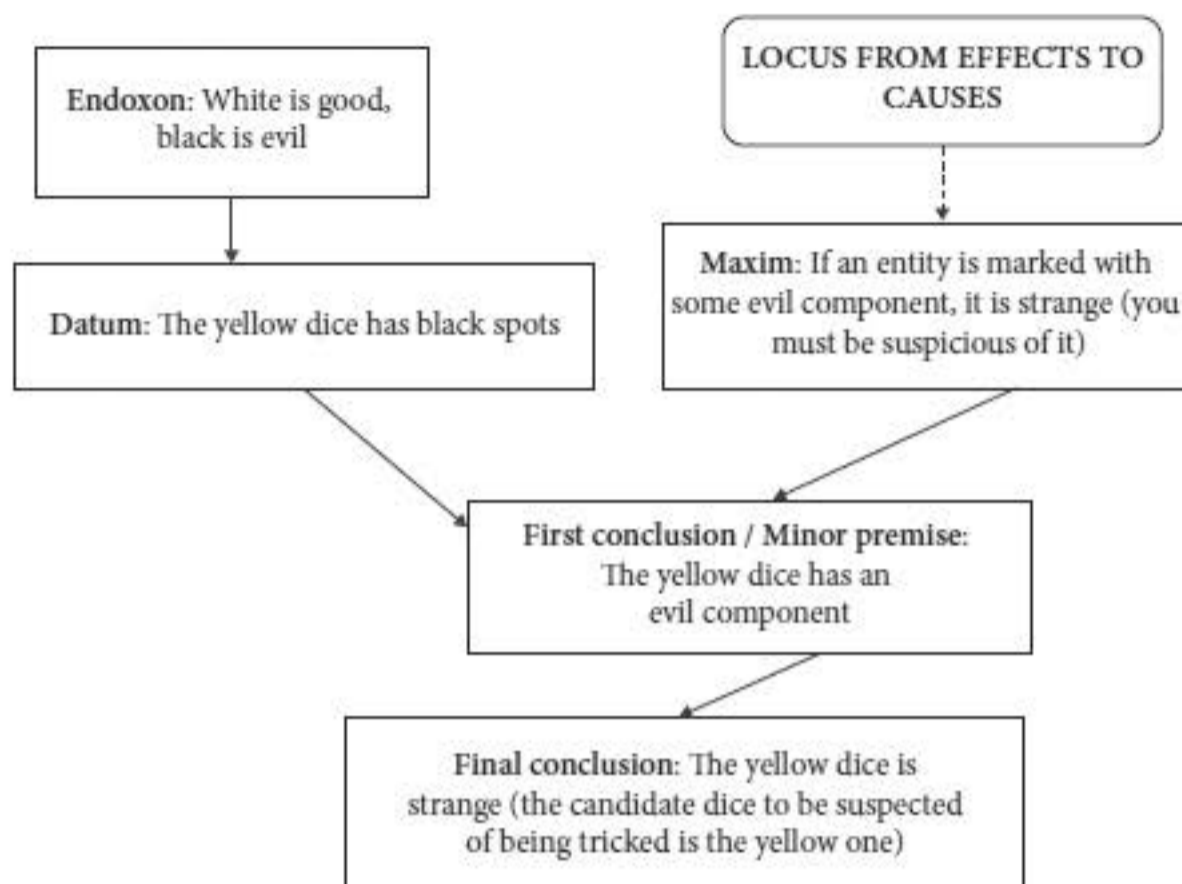 Endoxon: White is good,
black is evil
LOCUS FROM EFFECTS TO
CAUSES
Datum: The yellow dice has black spots
Maxim: If an entity is marked with
some evil component, it is strange (you
must be suspicious of it)
First conclusion / Minor premise:
The yellow dice has an
evil component
Final conclusion: The yellow dice is
strange (the candidate dice to be suspected
of being tricked is the yellow one)